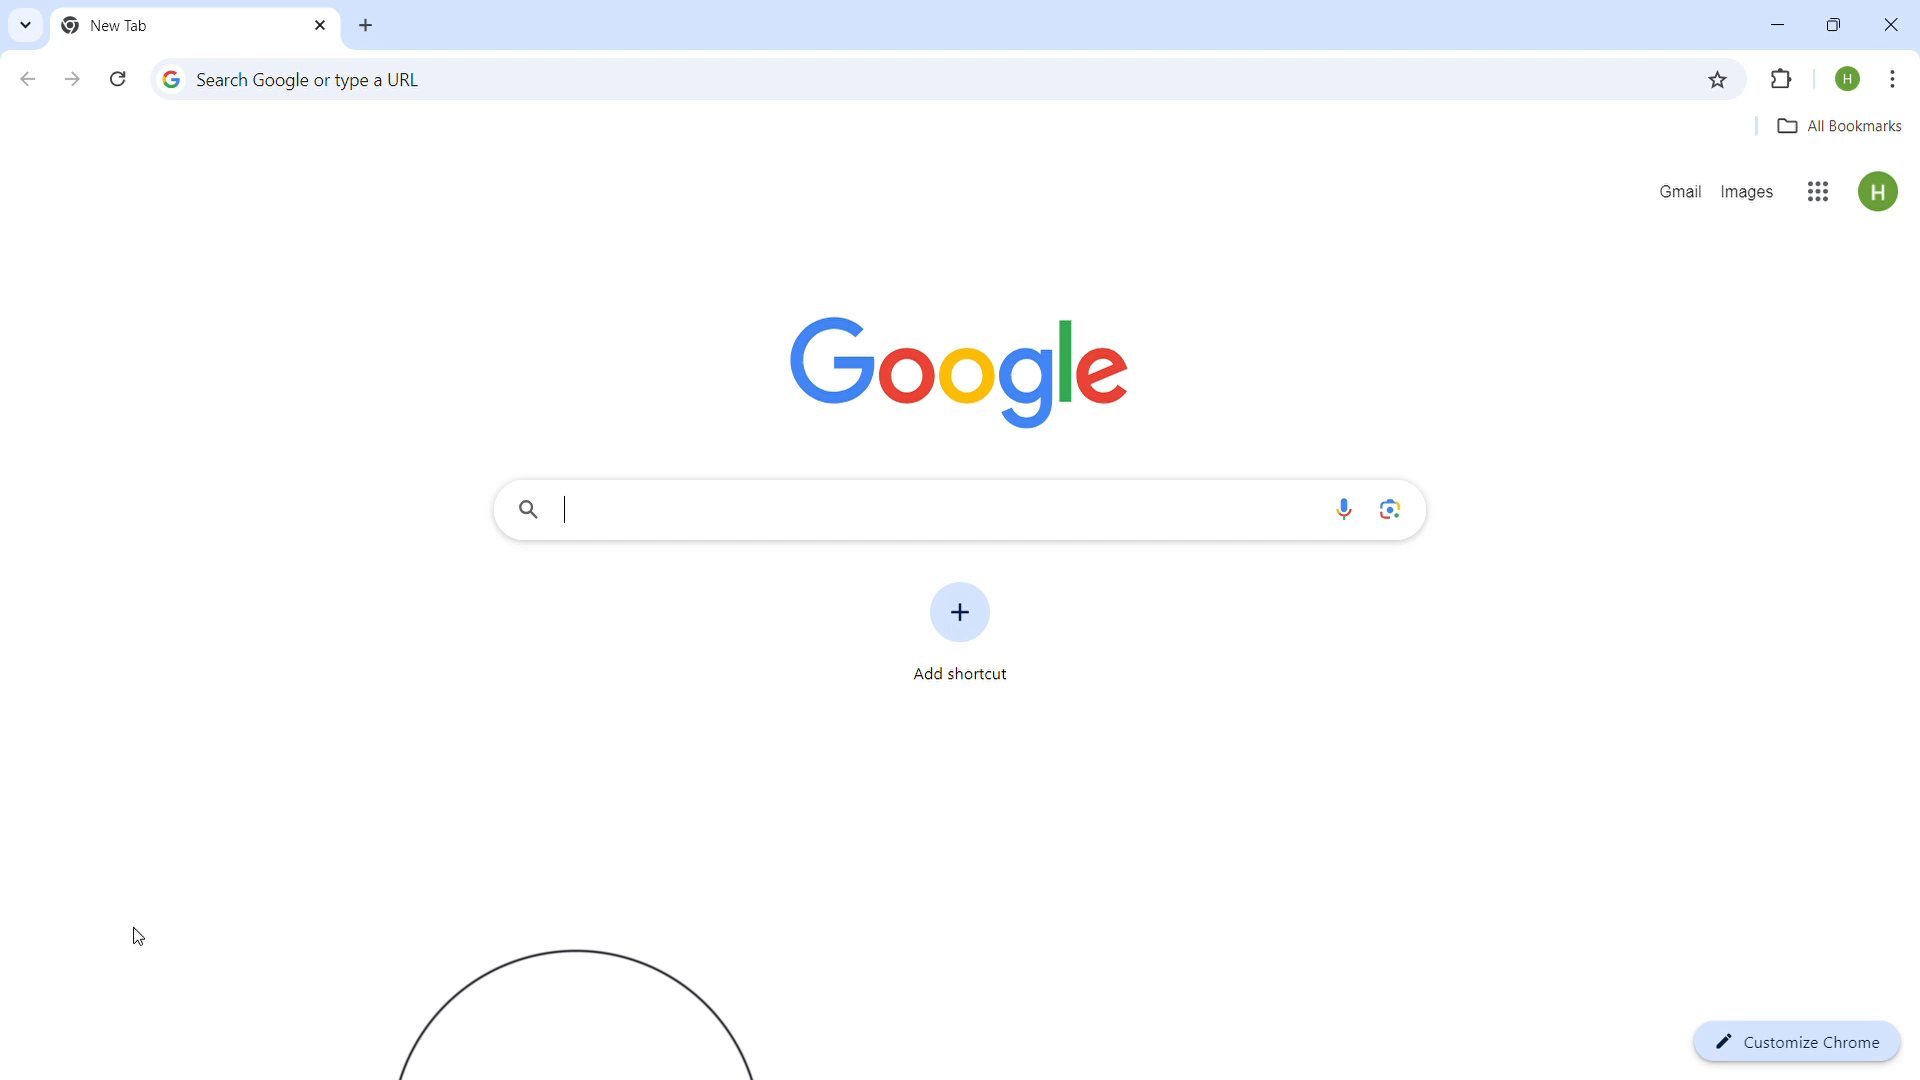 New Tab
Search Google or type a URL
All Bookmarks
Gmail Images
H
H
Google
Add shortcut
Customize Chrome